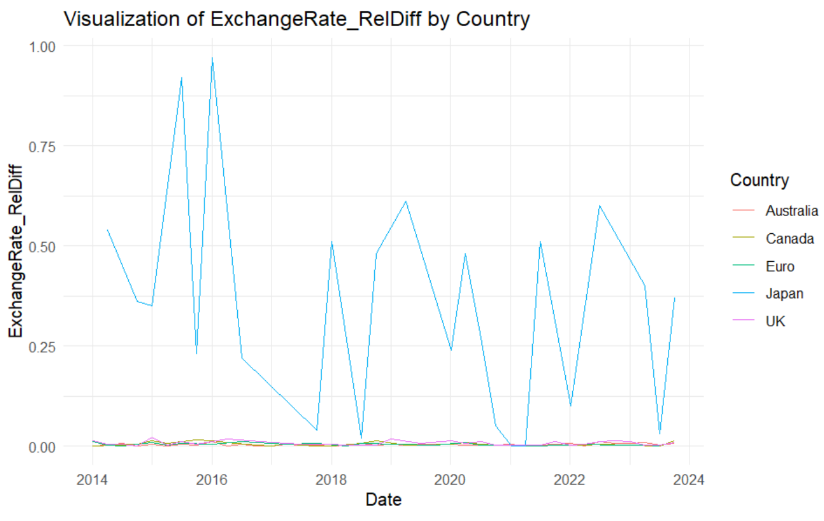 Visualization of ExchangeRate_RelDiff by Country
1.00
0.75
0.50
0.25
0.00
ExchangeRate_RelDiff
2014 2016 2018 2020 2022 2024
Date
Country
Australia
Canada
Euro
Japan
UK